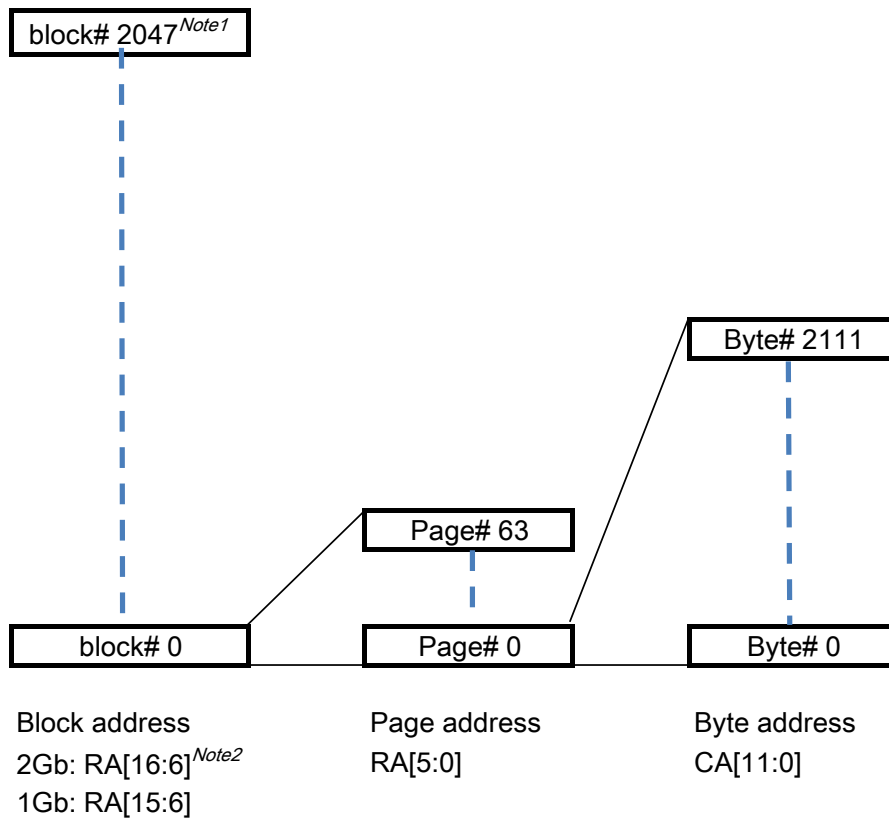 block# 2047Note1
Byte# 2111
Page# 63
block# 0
Page# 0
Byte# 0
Block address
2Gb: RA[16:6]Note2
1Gb: RA[15:6]
Page address
RA[5:0]
Byte address
CA[11:0]